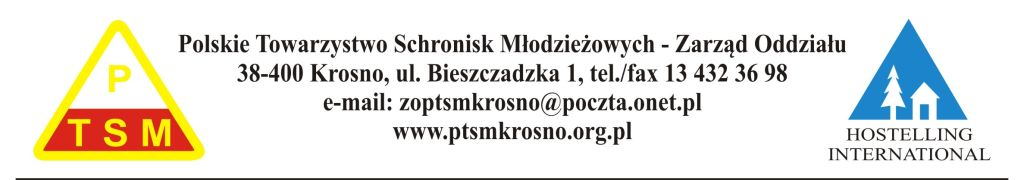 P
TSM
Polskie Towarzystwo Schronisk Młodzieżowych - Zarząd Oddziału
38-400 Krosno, ul. Bieszczadzka 1, tel./fax 13 432 36 98
e-mail: zoptsmkrosno@poczta.onet.pl
www.ptsmkrosno.org.pl
HOSTELLING
INTERNATIONAL